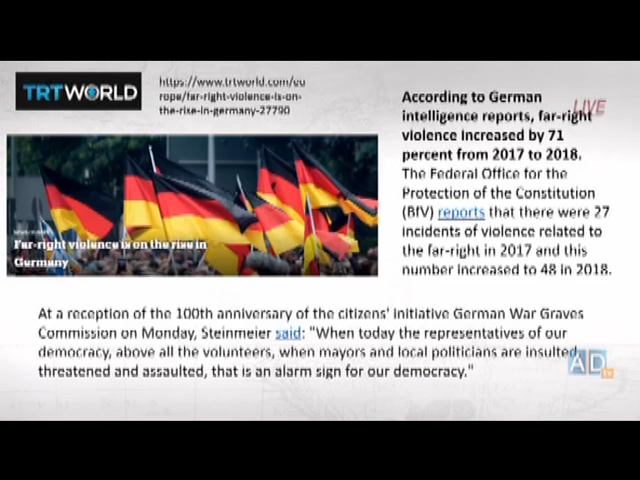 TRT WORLD
https://www.trtworld.com/eu
rope/far-right-violence-is-on-
the-rise-in-germany-27790
Far-right violence is on the rise in
Germany
LIVE
According to German
intelligence reports, far-right
violence increased by 71
percent from 2017 to 2018.
The Federal Office for the
Protection of the Constitution
(BfV) reports that there were 27
incidents of violence related to
the far-right in 2017 and this
number increased to 48 in 2018.
At a reception of the 100th anniversary of the citizens' initiative German War Graves
Commission on Monday, Steinmeier said: "When today the representatives of our
democracy, above all the volunteers, when mayors and local politicians are insulted,
threatened and assaulted, that is an alarm sign for our democracy."
AD
TV